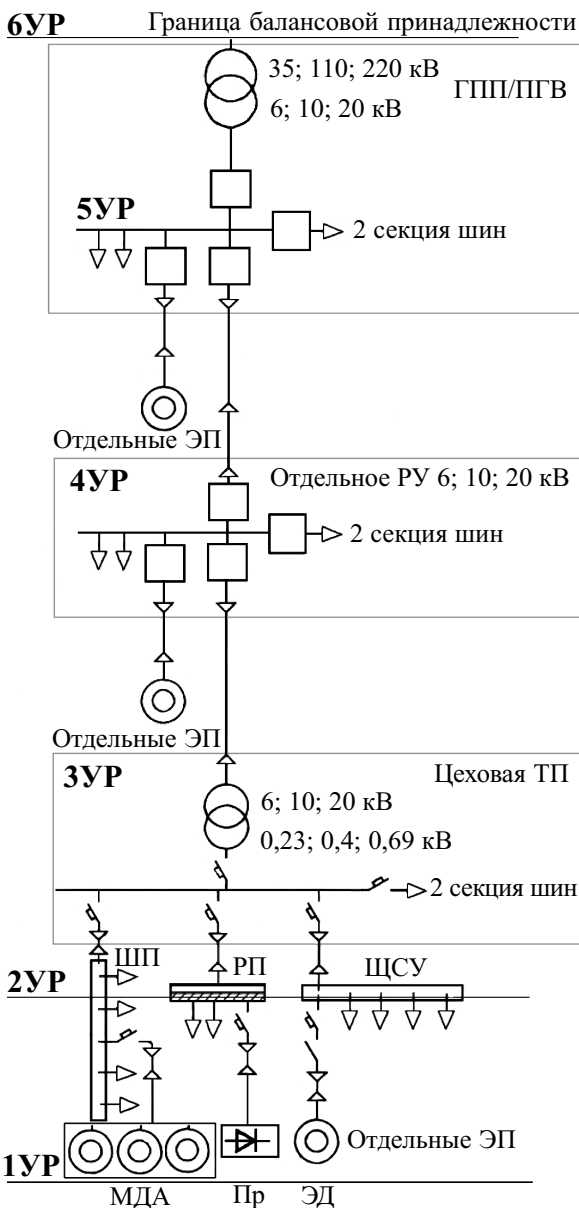 6УР Граница балансовой принадлежности
35; 110; 220 кВ
ГПП/ПГВ
6; 10; 20 кВ
5УР
2 секция шин
Отдельные ЭП
4УР
Отдельное РУ 6; 10; 20 кВ
2 секция шин
Отдельные ЭП
3УР
Цеховая ТП
6; 10; 20 кВ
0,23; 0,4; 0,69 кВ
2 секция шин
ШП
РП
ЩСУ
2УР
Отдельные ЭП
1УР
МДА
Пр
ЭД